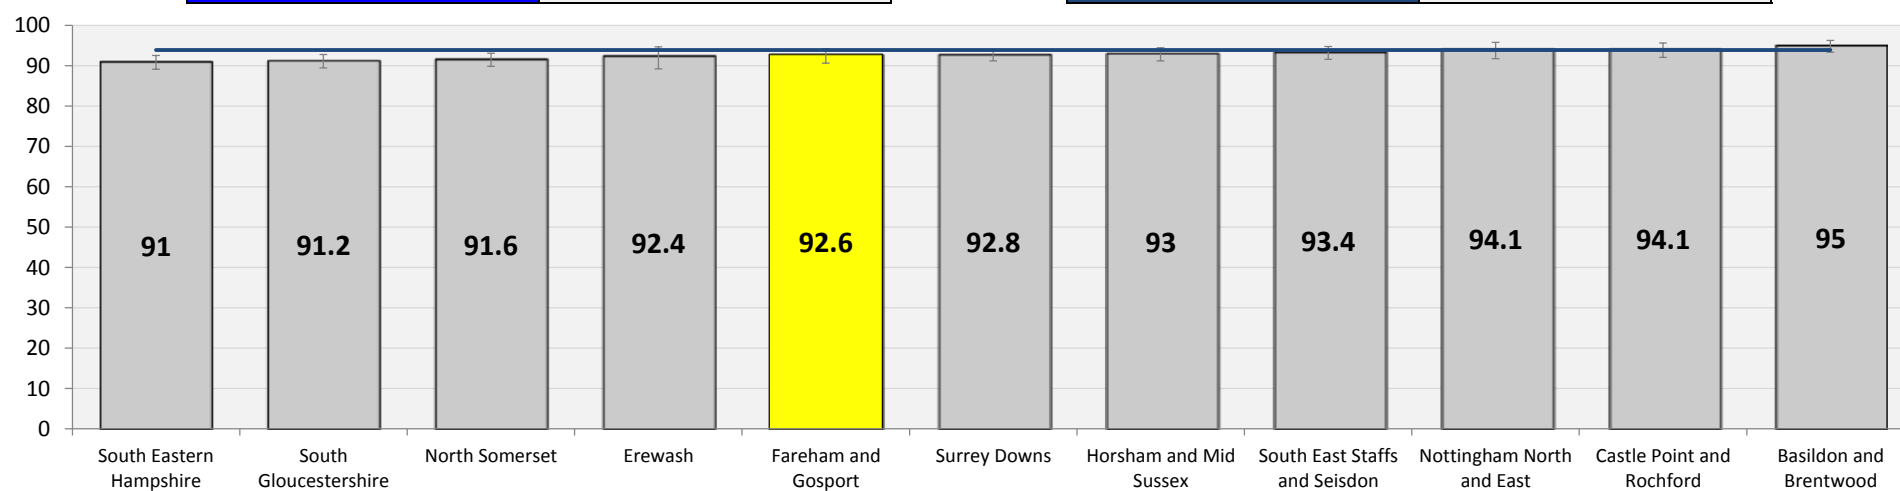 100
90
80
70
60
50
40
30
20
10
0
91
91.2
91.6
92.4
92.6
92.8
93
93.4
94.1
94.1
95
South Eastern
Hampshire
South
Gloucestershire
North Somerset
Erewash
Fareham and
Gosport
Surrey Downs
Horsham and Mid
Sussex
South East Staffs
and Seisdon
Nottingham North
and East
Castle Point and
Rochford
Basildon and
Brentwood